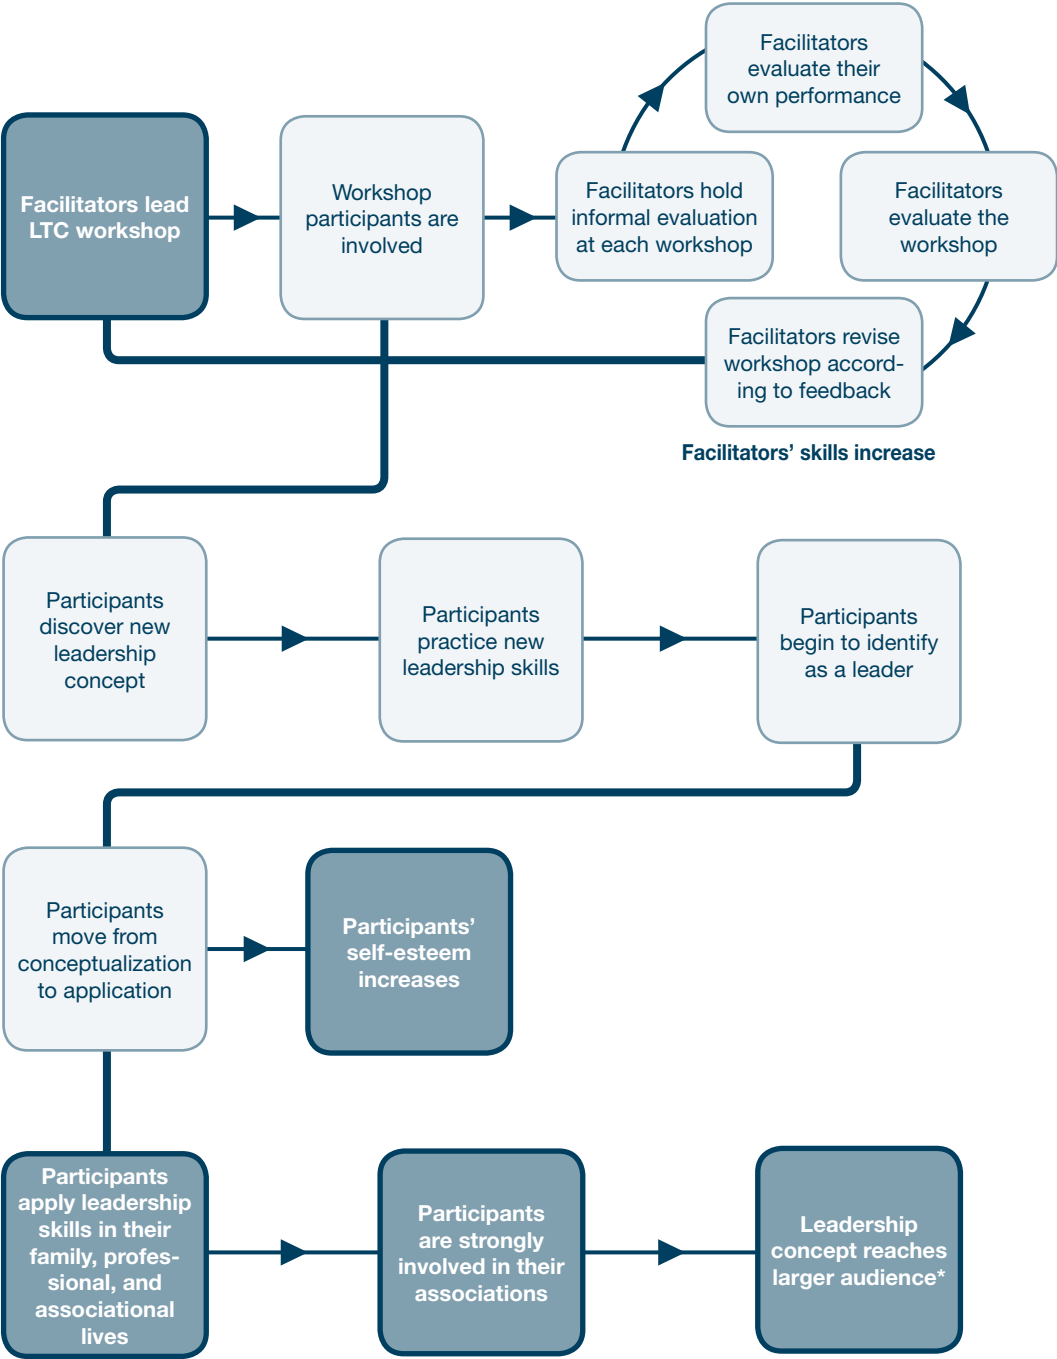 Facilitators lead
LTC workshop
Workshop
participants are
involved
Facilitators hold
informal evaluation
at each workshop
Facilitators
evaluate their
own performance
Facilitators
evaluate the
workshop
Facilitators revise
workshop accord-
ing to feedback
Facilitators’ skills increase
Participants
discover new
leadership
concept
Participants
practice new
leadership skills
Participants
begin to identify
as a leader
Participants
move from
conceptualization
to application
Participants’
self-esteem
increases
Participants
apply leadership
skills in their
family, profes-
sional, and
associational
lives
Participants
are strongly
involved in their
associations
Leadership
concept reaches
larger audience*